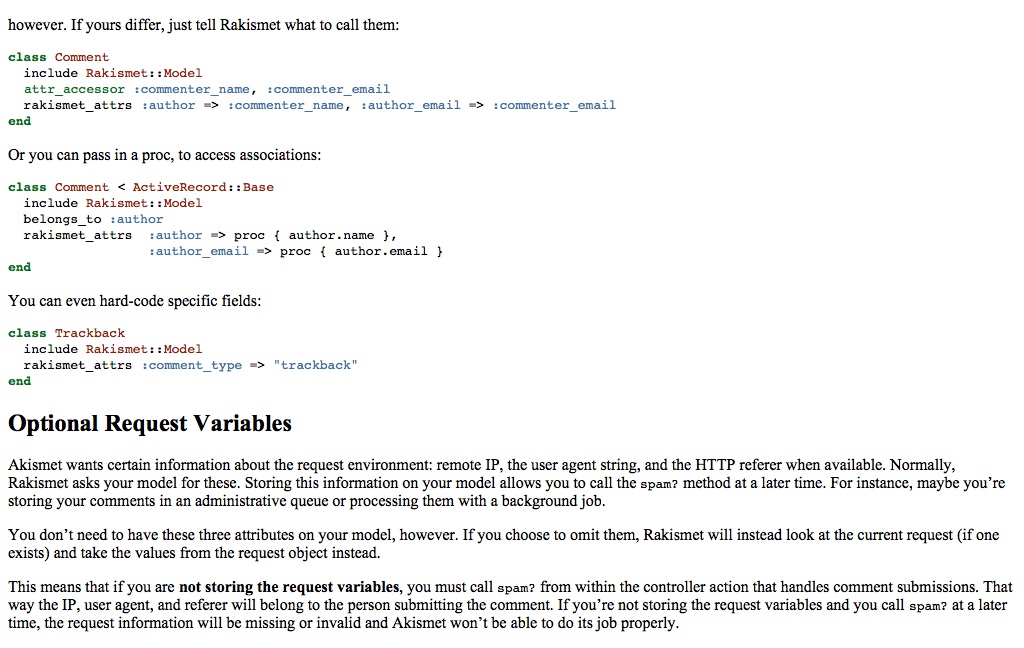 however. If yours differ, just tell Rakismet what to call them:
class Comment
  include Rakismet::Model
  attr_accessor :commenter_name, :commenter_email
  rakismet_attrs :author => :commenter_name, :author_email => :commenter_email
end
Or you can pass in a proc, to access associations:
class Comment < ActiveRecord::Base
  include Rakismet::Model
  belongs_to :author
  rakismet_attrs  :author => proc { author.name },
                  :author_email => proc { author.email }
end
You can even hard-code specific fields:
class Trackback
  include Rakismet::Model
  rakismet_attrs :comment_type => "trackback"
end
Optional Request Variables
Akismet wants certain information about the request environment: remote IP, the user agent string, and the HTTP referer when available. Normally,
Rakismet asks your model for these. Storing this information on your model allows you to call the spam? method at a later time. For instance, maybe you’re
storing your comments in an administrative queue or processing them with a background job.
You don’t need to have these three attributes on your model, however. If you choose to omit them, Rakismet will instead look at the current request (if one
exists) and take the values from the request object instead.
This means that if you are not storing the request variables, you must call spam? from within the controller action that handles comment submissions. That
way the IP, user agent, and referer will belong to the person submitting the comment. If you’re not storing the request variables and you call spam? at a later
time, the request information will be missing or invalid and Akismet won’t be able to do its job properly.